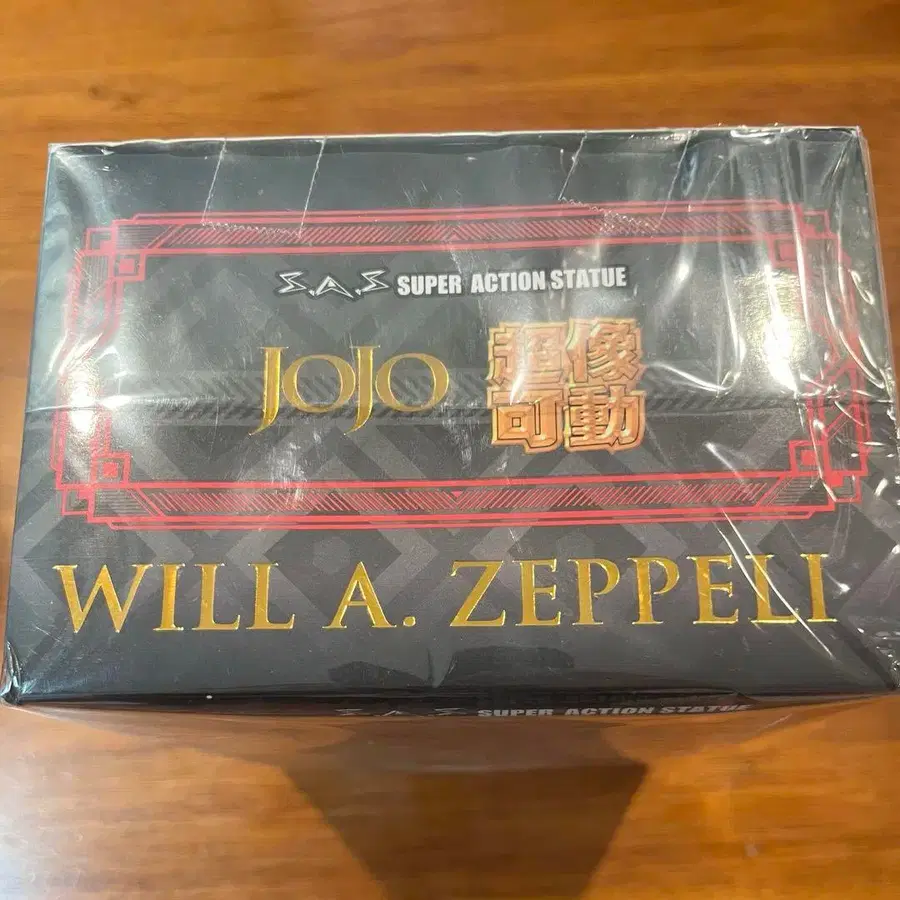 S.A.S SUPER ACTION STATUE
JOJO
超像
可動
WILL A. ZEPPELI
S.A.S SUPER ACTION STATUE